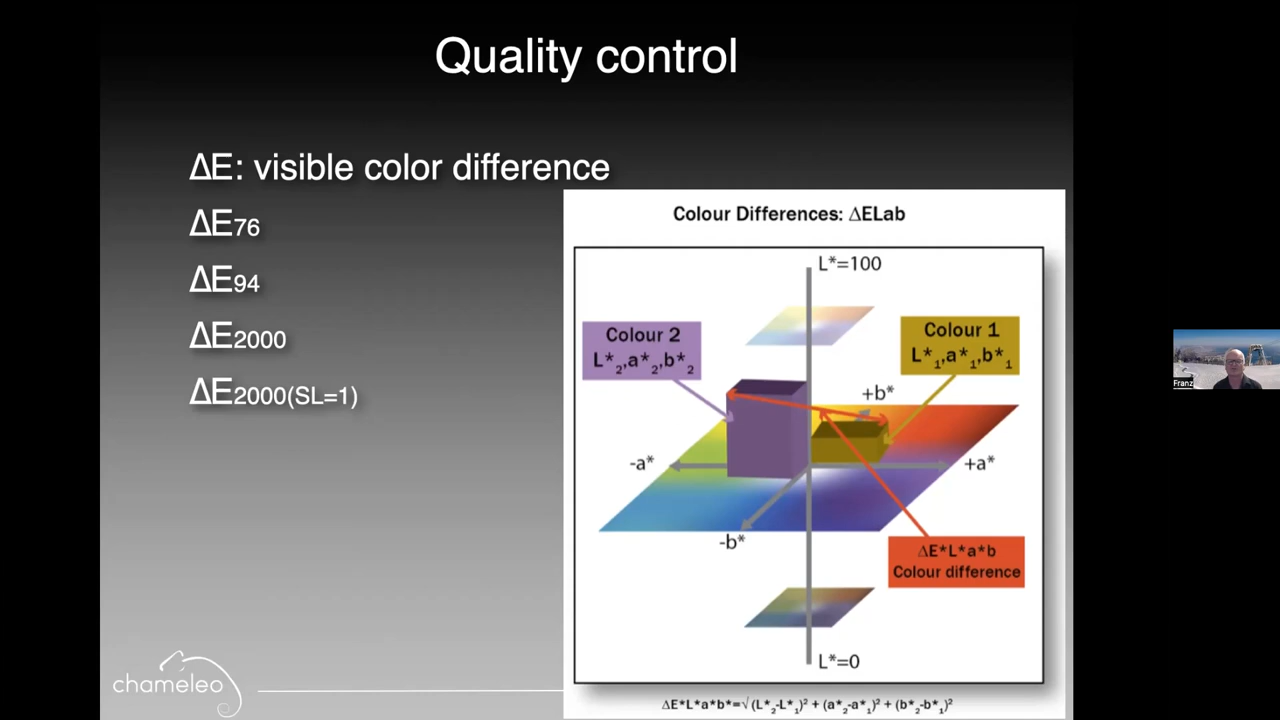 Quality control
ΔE: visible color difference
ΔE76
ΔE94
ΔE2000
ΔE2000(SL=1)
Colour Differences: ΔELab
L*=100
Colour 2
L*2,a*2,b*2
Colour 1
L*1,a*1,b*1
+b*
-a*
+a*
-b*
ΔE*L*a*b
Colour difference
L*=0
ΔE*L*a*b*=√(L*2-L*1)² + (a*2-a*1)² + (b*2-b*1)²
chameleo
Franz